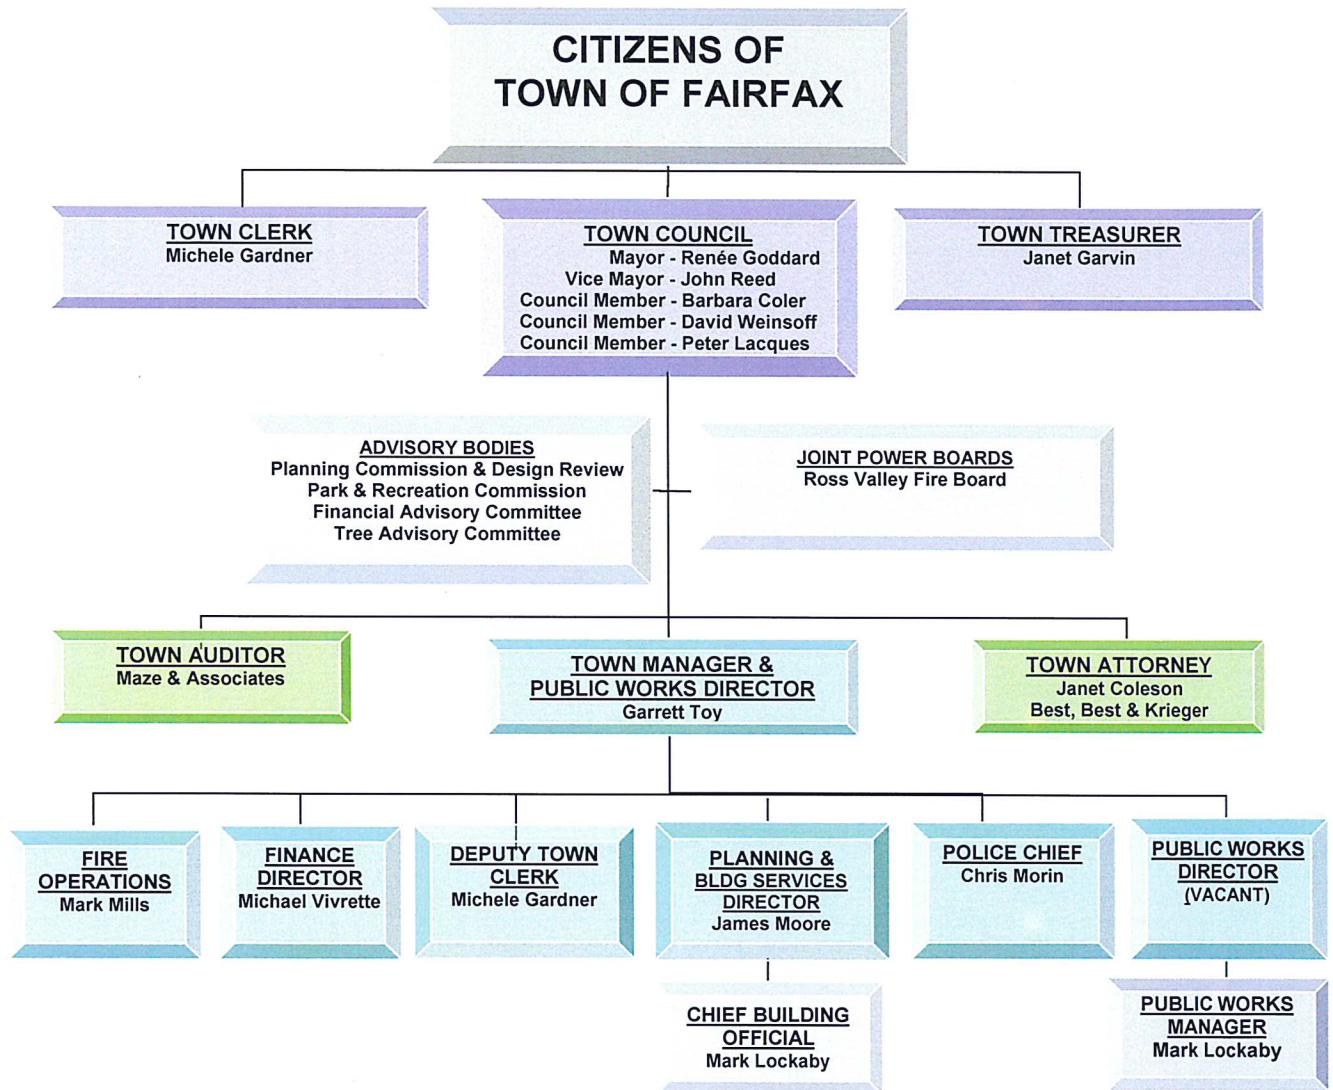 CITIZENS OF
TOWN OF FAIRFAX
TOWN CLERK
Michele Gardner
TOWN COUNCIL
Mayor - Renée Goddard
Vice Mayor - John Reed
Council Member - Barbara Coler
Council Member - David Weinsoff
Council Member - Peter Lacques
TOWN TREASURER
Janet Garvin
ADVISORY BODIES
Planning Commission & Design Review
Park & Recreation Commission
Financial Advisory Committee
Tree Advisory Committee
JOINT POWER BOARDS
Ross Valley Fire Board
TOWN AUDITOR
Maze & Associates
TOWN MANAGER &
PUBLIC WORKS DIRECTOR
Garrett Toy
TOWN ATTORNEY
Janet Coleson
Best, Best & Krieger
FIRE
OPERATIONS
Mark Mills
FINANCE
DIRECTOR
Michael Vivrette
DEPUTY TOWN
CLERK
Michele Gardner
PLANNING &
BLDG SERVICES
DIRECTOR
James Moore
POLICE CHIEF
Chris Morin
PUBLIC WORKS
DIRECTOR
(VACANT)
CHIEF BUILDING
OFFICIAL
Mark Lockaby
PUBLIC WORKS
MANAGER
Mark Lockaby